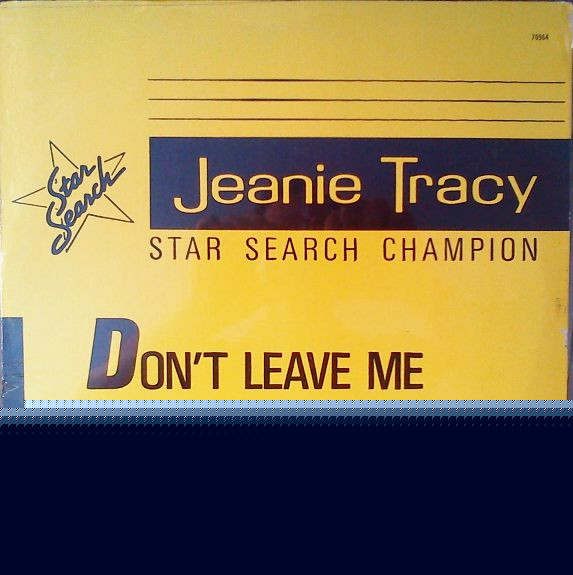 70964
Star
Search
Jeanie Tracy
STAR SEARCH CHAMPION
DON'T LEAVE ME